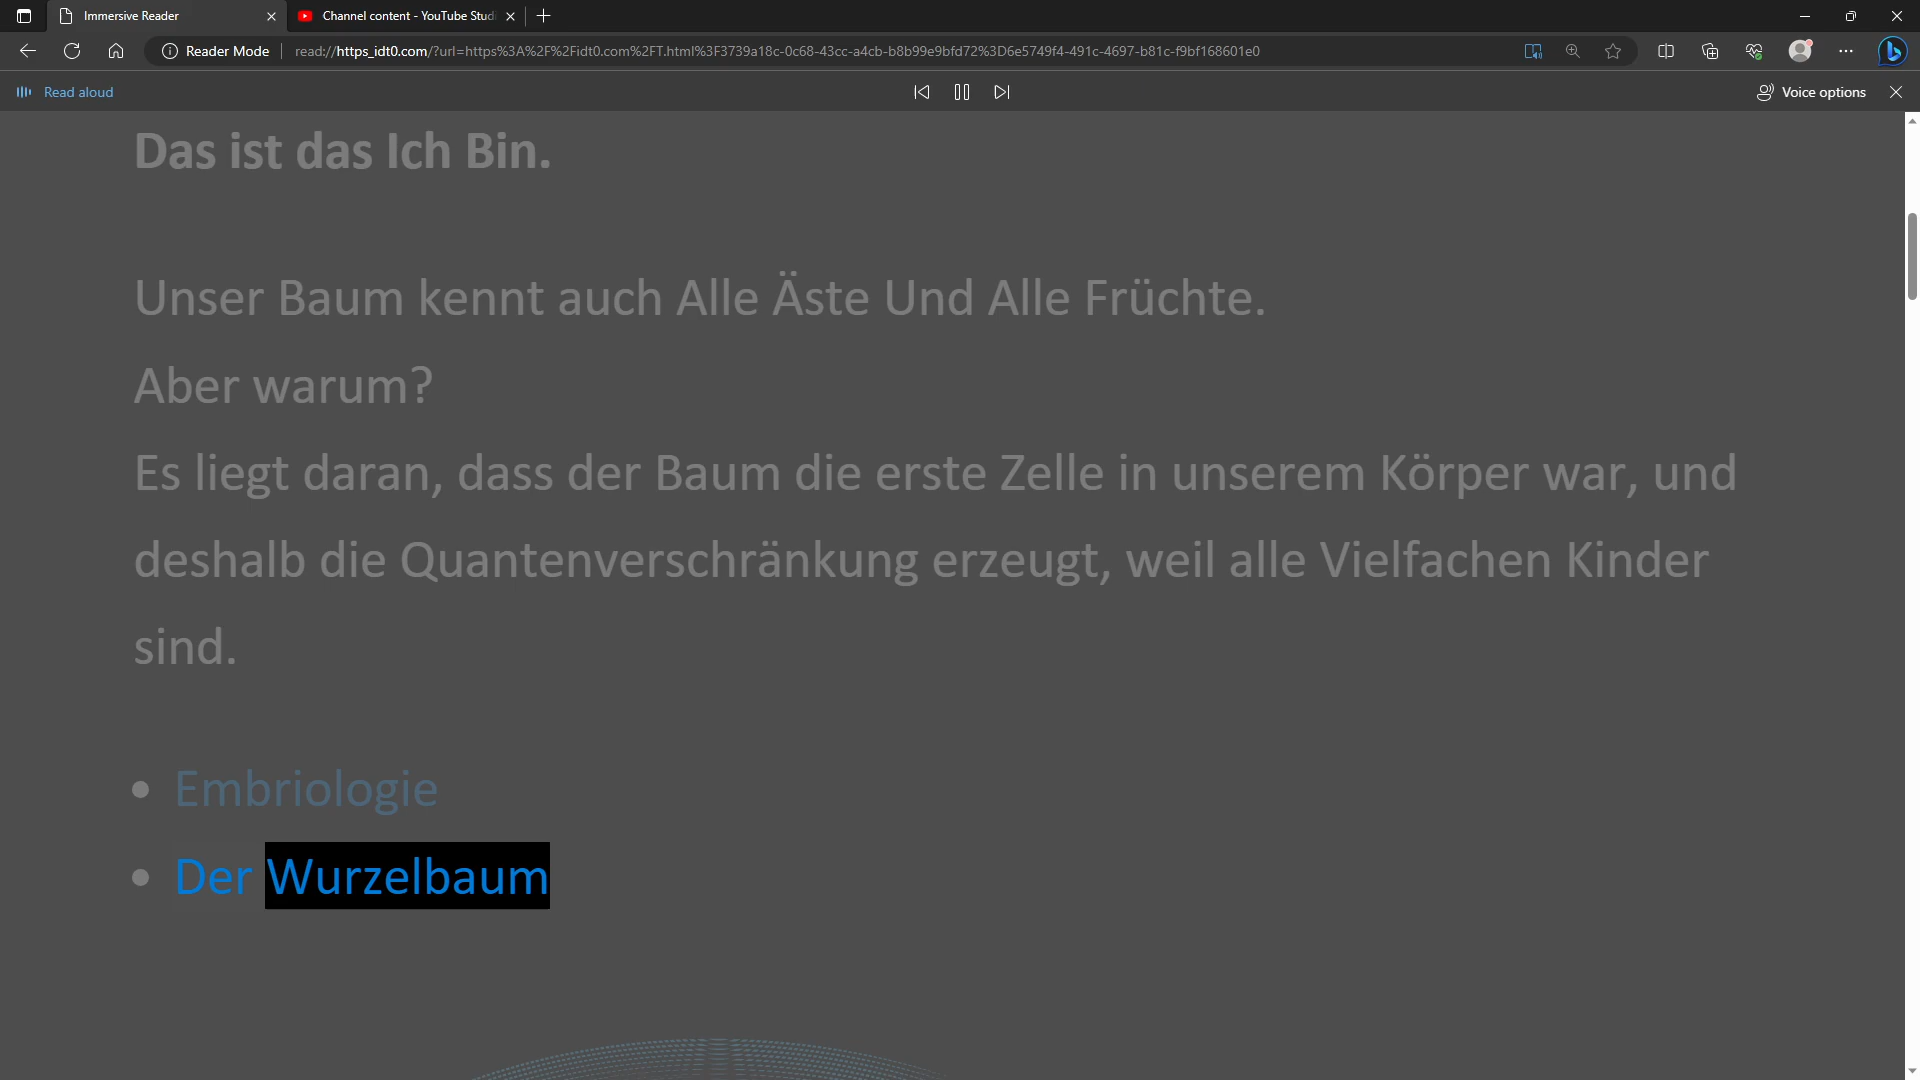 Immersive Reader
Channel content - YouTube Studi
Reader Mode
read://https_idt0.com/?url=https%3A%2F%2Fidt0.com%2FT.html%3F3739a18c-0c68-43cc-a4cb-b8b99e9bfd72%3D6e5749f4-491c-4697-b81c-f9bf168601e0
Read aloud
Voice options
Das ist das Ich Bin.
Unser Baum kennt auch Alle Äste Und Alle Früchte.
Aber warum?
Es liegt daran, dass der Baum die erste Zelle in unserem Körper war, und
deshalb die Quantenverschränkung erzeugt, weil alle Vielfachen Kinder
sind.
Embriologie
Der Wurzelbaum